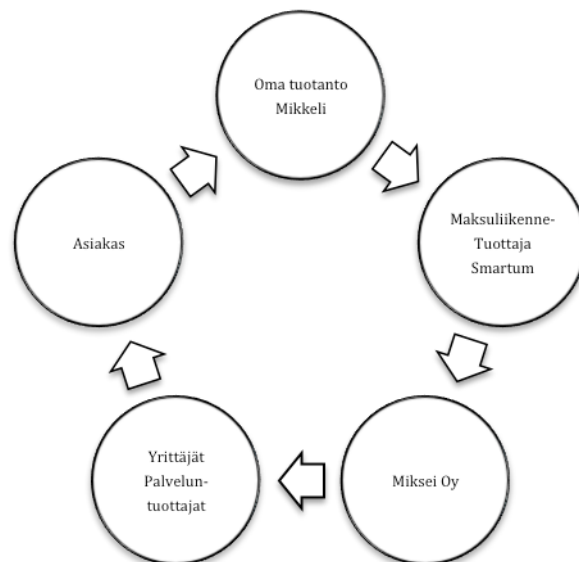 Oma tuotanto
Mikkeli
Maksuliikenne-
Tuottaja
Smartum
Miksei Oy
Yrittäjät
Palvelun-
tuottajat
Asiakas